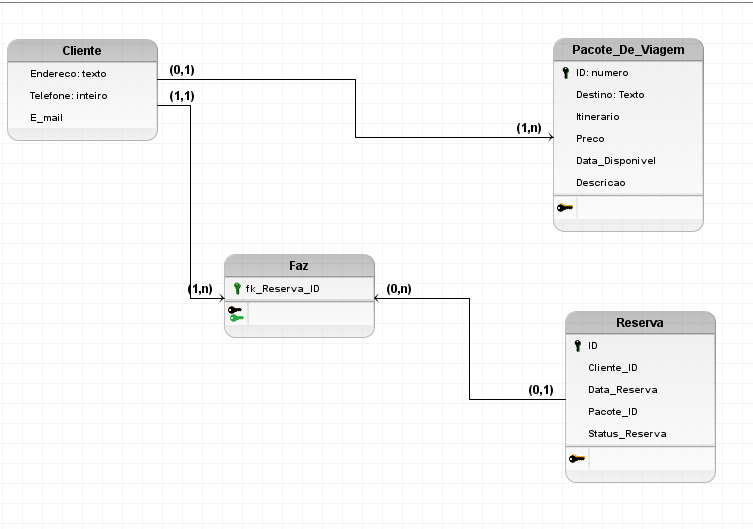 Cliente
Endereco: texto
Telefone: inteiro
E_mail
(0,1)
(1,1)
(1,n)
Pacote_De_Viagem
ID: numero
Destino: Texto
Itinerario
Preco
Data_Disponivel
Descricao
Faz
fk_Reserva_ID
(1,n)
(0,n)
(0,1)
Reserva
ID
Cliente_ID
Data_Reserva
Pacote_ID
Status_Reserva